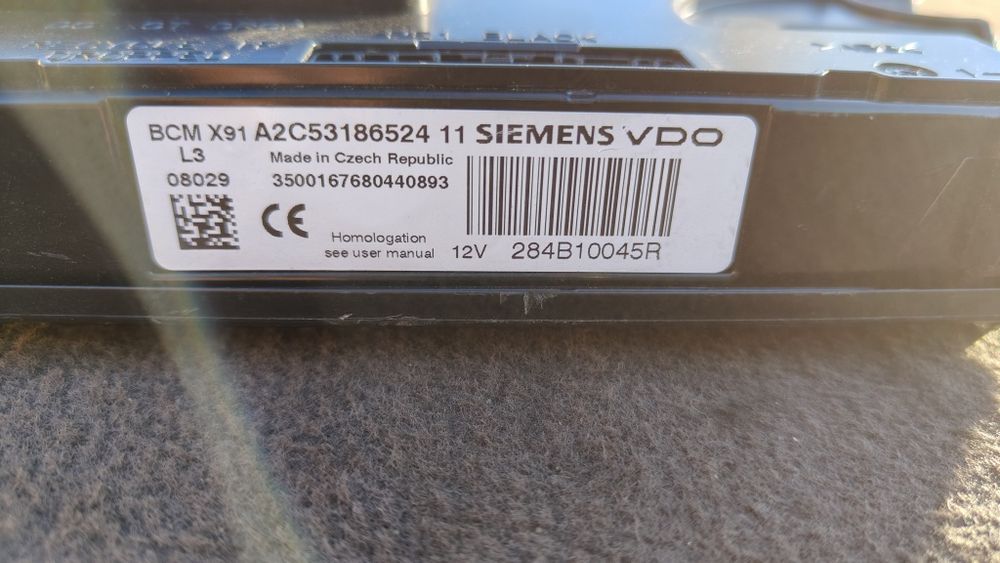 BCM X91 A2C53186524 11 SIEMENS VDO
L3 Made in Czech Republic
08029 3500167680440893
CE
Homologation
see user manual 12V 284B10045R